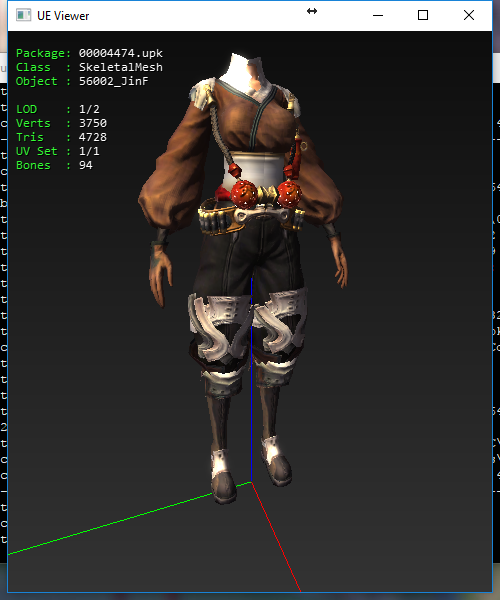 UE Viewer
Package: 00004474.upk
Class : SkeletalMesh
Object : 56002_JinF
LOD : 1/2
Verts : 3750
Tris : 4728
UV Set : 1/1
Bones : 94